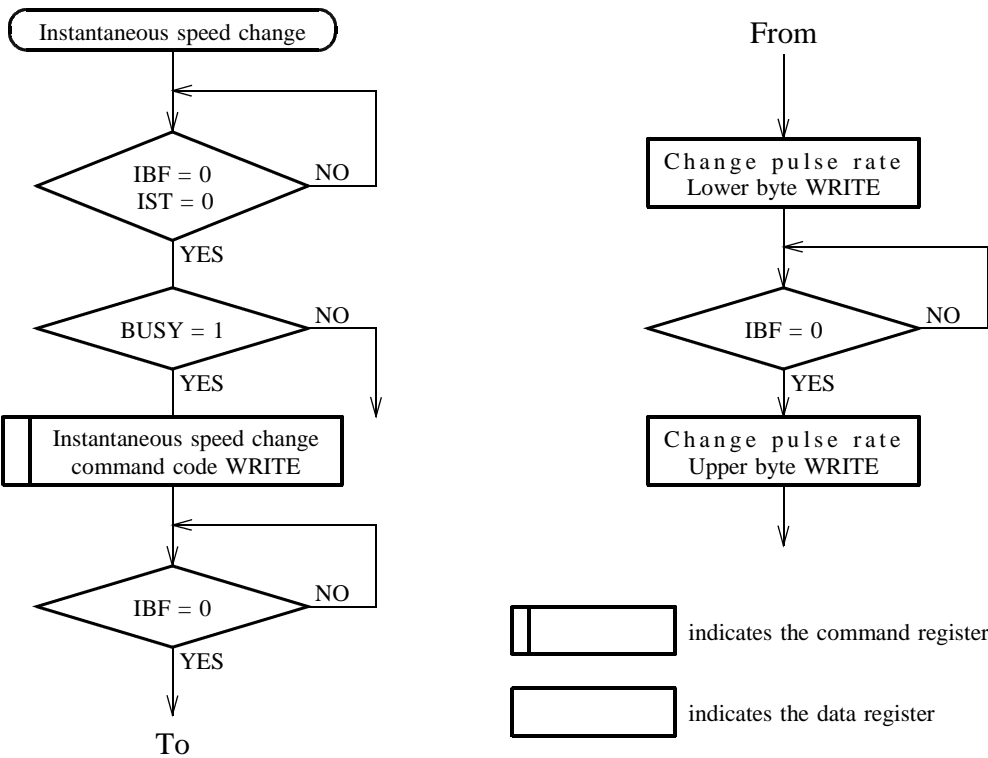 Instantaneous speed change
IBF = 0
IST = 0
NO
YES
BUSY = 1
NO
YES
Instantaneous speed change
command code WRITE
IBF = 0
NO
YES
To
From
Change pulse rate
Lower byte WRITE
IBF = 0
NO
YES
Change pulse rate
Upper byte WRITE
indicates the command register
indicates the data register